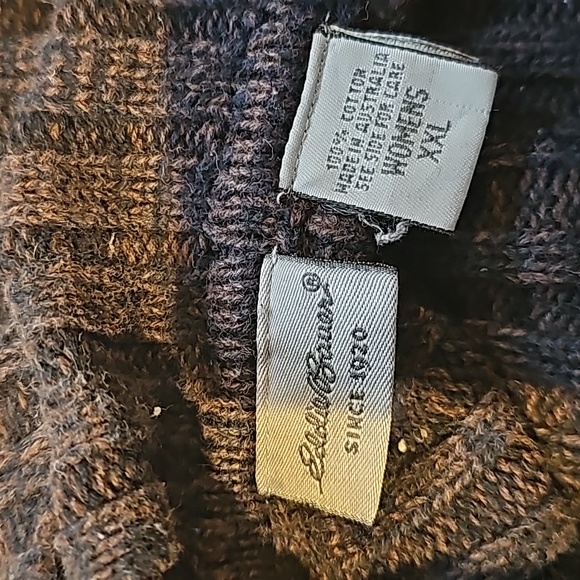 100% COTTON
MADE IN AUSTRALIA
SEE SIDE FOR CARE
WOMENS
XXL
Eddie Bauer®
SINCE 1920